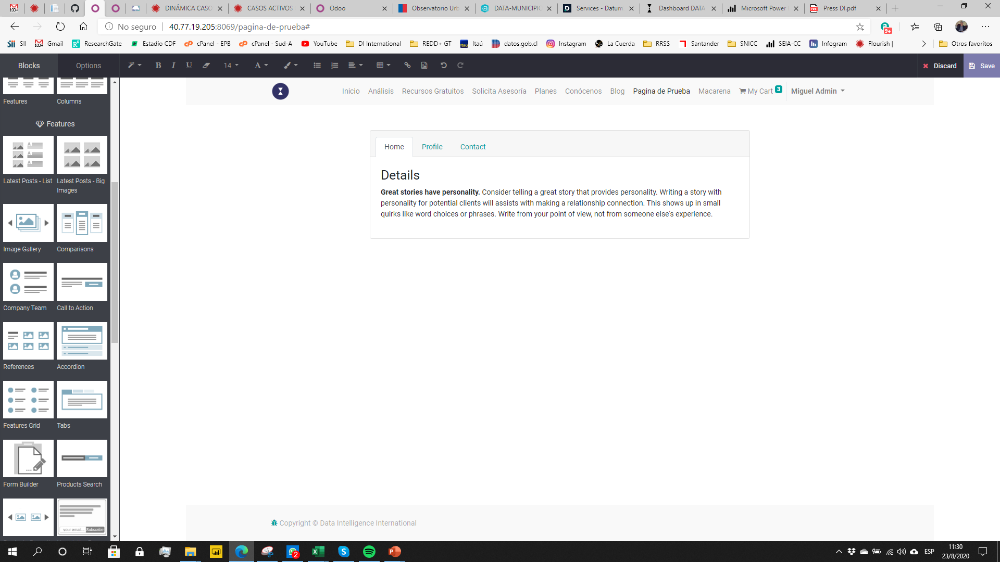 DINÁMICA CASO
CASOS ACTIVOS
Odoo
Observatorio Urb
DATA-MUNICIPIO
Services - Datum
Dashboard DATA
Microsoft Power
Press DI.pdf
No seguro
40.77.19.205:8069/pagina-de-prueba#
9+
SII
Gmail
ResearchGate
Estadio CDF
cPanel - EPB
cPanel - Sud-A
YouTube
DI International
REDD+ GT
Itaú
datos.gob.cl
Instagram
La Cuerda
RRSS
Santander
SNICC
SEIA-CC
Infogram
Flourish |
Otros favoritos
Blocks
Options
B
I
U
14
A
Discard
Save
Features
Columns
Features
Latest Posts - List
Latest Posts - Big
Images
Image Gallery
Comparisons
Company Team
Call to Action
References
Accordion
Features Grid
Tabs
Form Builder
Products Search
your email...
Subscribe
Inicio
Análisis
Recursos Gratuitos
Solicita Asesoría
Planes
Conócenos
Blog
Pagina de Prueba
Macarena
My Cart 3
Miguel Admin
Home
Profile
Contact
Details
Great stories have personality. Consider telling a great story that provides personality. Writing a story with
personality for potential clients will assists with making a relationship connection. This shows up in small
quirks like word choices or phrases. Write from your point of view, not from someone else's experience.
Copyright © Data Intelligence International
2
ESP
11:30
23/8/2020